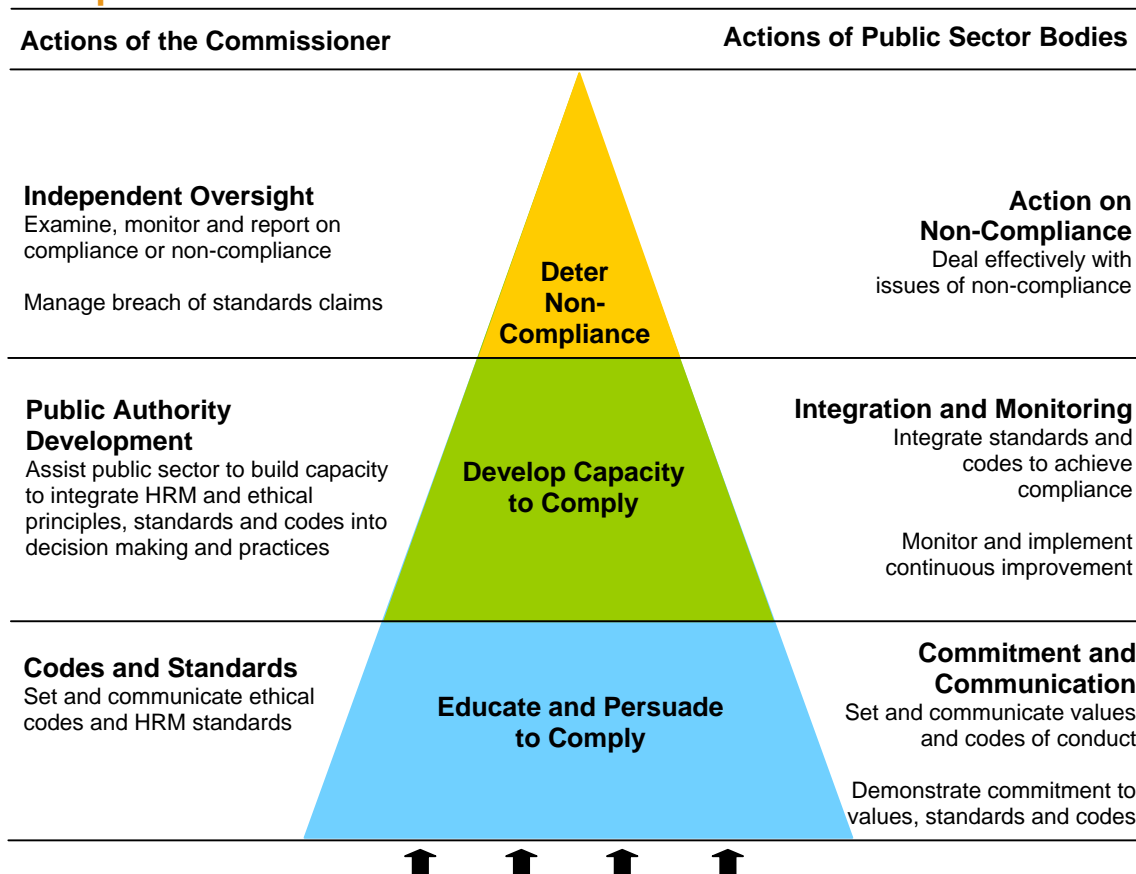 Actions of the Commissioner
Actions of Public Sector Bodies
Independent Oversight
Examine, monitor and report on
compliance or non-compliance
Manage breach of standards claims
Deter
Non-
Compliance
Action on
Non-Compliance
Deal effectively with
issues of non-compliance
Public Authority
Development
Assist public sector to build capacity
to integrate HRM and ethical
principles, standards and codes into
decision making and practices
Develop Capacity
to Comply
Integration and Monitoring
Integrate standards and
codes to achieve
compliance
Monitor and implement
continuous improvement
Codes and Standards
Set and communicate ethical
codes and HRM standards
Educate and Persuade
to Comply
Commitment and
Communication
Set and communicate values
and codes of conduct
Demonstrate commitment to
values, standards and codes